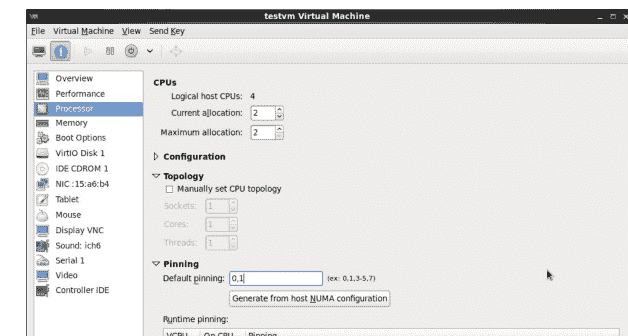 testvm Virtual Machine
File Virtual Machine View Send Key
Overview
Performance
Processor
Memory
Boot Options
VirtIO Disk 1
IDE CDROM 1
NIC :15:a6:b4
Tablet
Mouse
Display VNC
Sound: ich6
Serial 1
Video
Controller IDE
CPUs
Logical host CPUs: 4
Current allocation: 2
Maximum allocation: 2
Configuration
Topology
Manually set CPU topology
Sockets: 1
Cores: 1
Threads: 1
Pinning
Default pinning: 0,1 (ex: 0,1,3-5,7)
Generate from host NUMA configuration
Runtime pinning:
VCPU On CPU Pinning